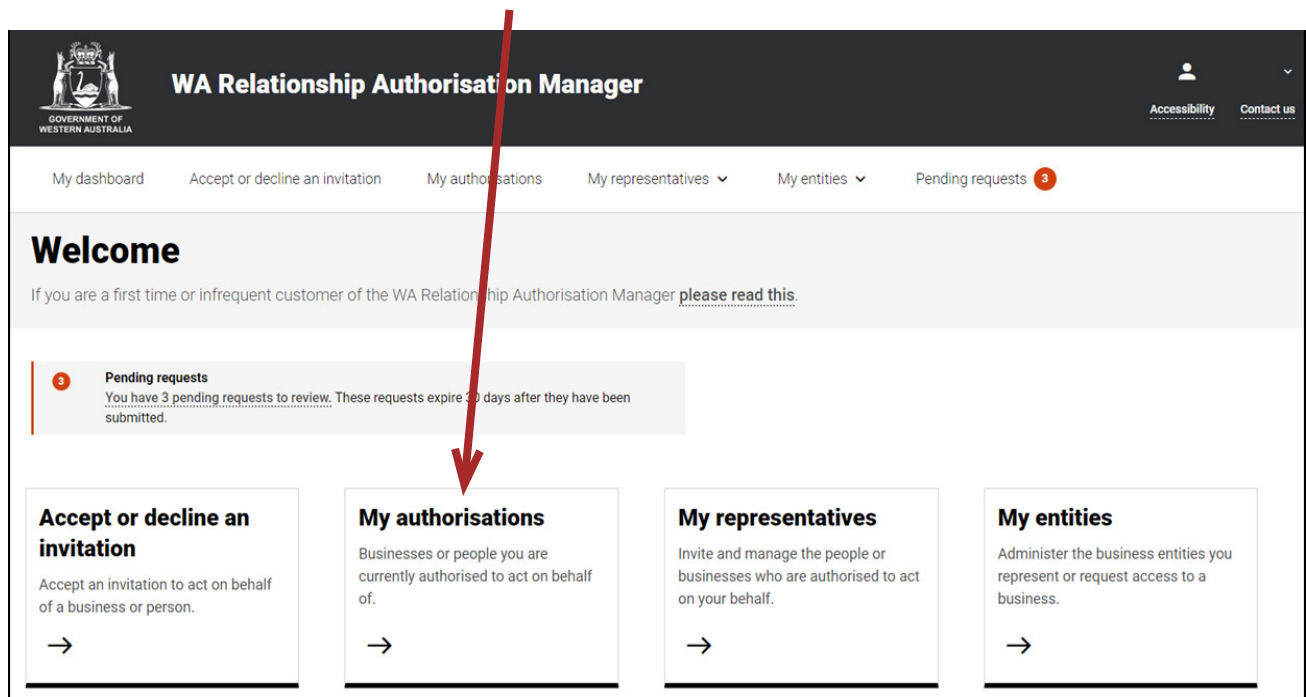 GOVERNMENT OF
WESTERN AUSTRALIA
WA Relationship Authorisation Manager
Accessibility
Contact us
My dashboard
Accept or decline an invitation
My authorisations
My representatives
My entities
Pending requests 3
Welcome
If you are a first time or infrequent customer of the WA Relationship Authorisation Manager please read this.
3
Pending requests
You have 3 pending requests to review. These requests expire 30 days after they have been
submitted.
Accept or decline an
invitation
Accept an invitation to act on behalf
of a business or person.
My authorisations
Businesses or people you are
currently authorised to act on behalf
of.
My representatives
Invite and manage the people or
businesses who are authorised to act
on your behalf.
My entities
Administer the business entities you
represent or request access to a
business.